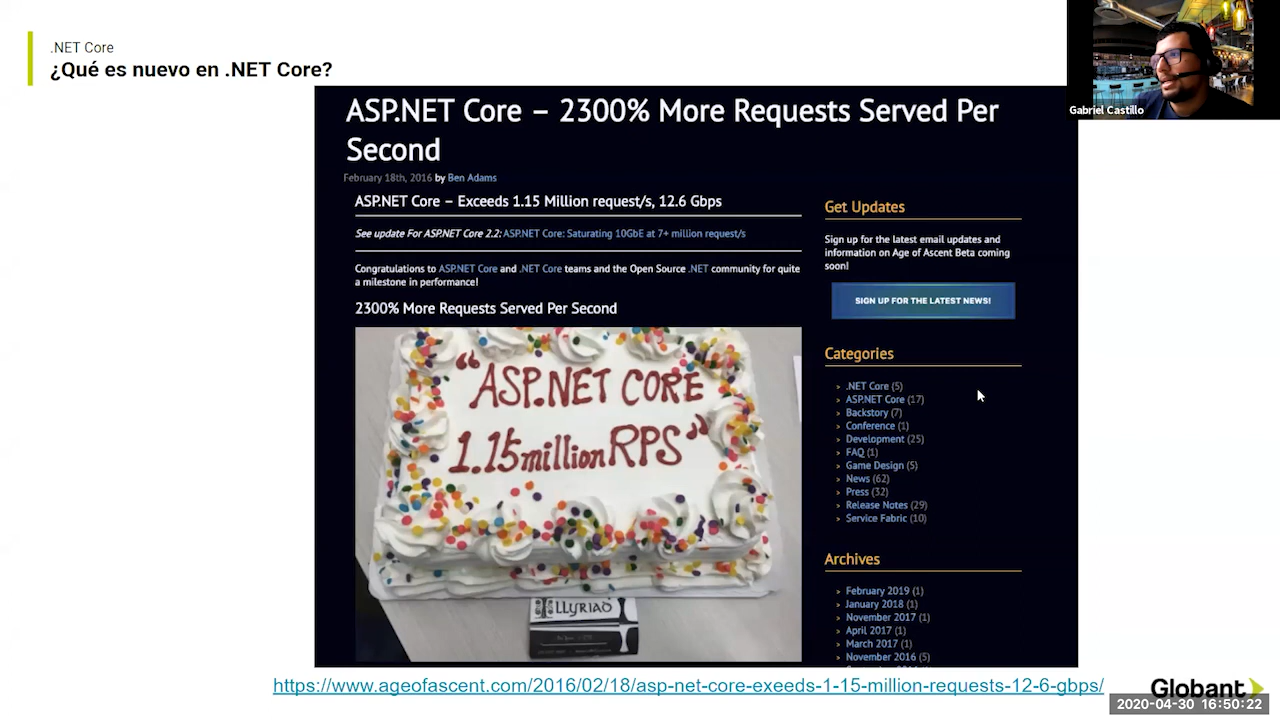 .NET Core
¿Qué es nuevo en .NET Core?
Gabriel Castillo
ASP.NET Core – 2300% More Requests Served Per
Second
February 18th, 2016 by Ben Adams
ASP.NET Core – Exceeds 1.15 Million request/s, 12.6 Gbps
See update For ASP.NET Core 2.2: ASP.NET Core: Saturating 10GbE at 7+ million request/s
Congratulations to ASP.NET Core and .NET Core teams and the Open Source .NET community for quite
a milestone in performance!
2300% More Requests Served Per Second
"ASP.NET CORE
1.15 million RPS"
ILLYRIAD
Get Updates
Sign up for the latest email updates and
information on Age of Ascent Beta coming
soon!
SIGN UP FOR THE LATEST NEWS!
Categories
.NET Core (5)
ASP.NET Core (17)
Backstory (7)
Conference (1)
Development (25)
FAQ (1)
Game Design (5)
News (62)
Press (32)
Release Notes (29)
Service Fabric (10)
Archives
February 2019 (1)
January 2018 (1)
November 2017 (1)
April 2017 (1)
March 2017 (1)
November 2016 (5)
https://www.ageofascent.com/2016/02/18/asp-net-core-exeeds-1-15-million-requests-12-6-gbps/
Globant
2020-04-30 16:50:22